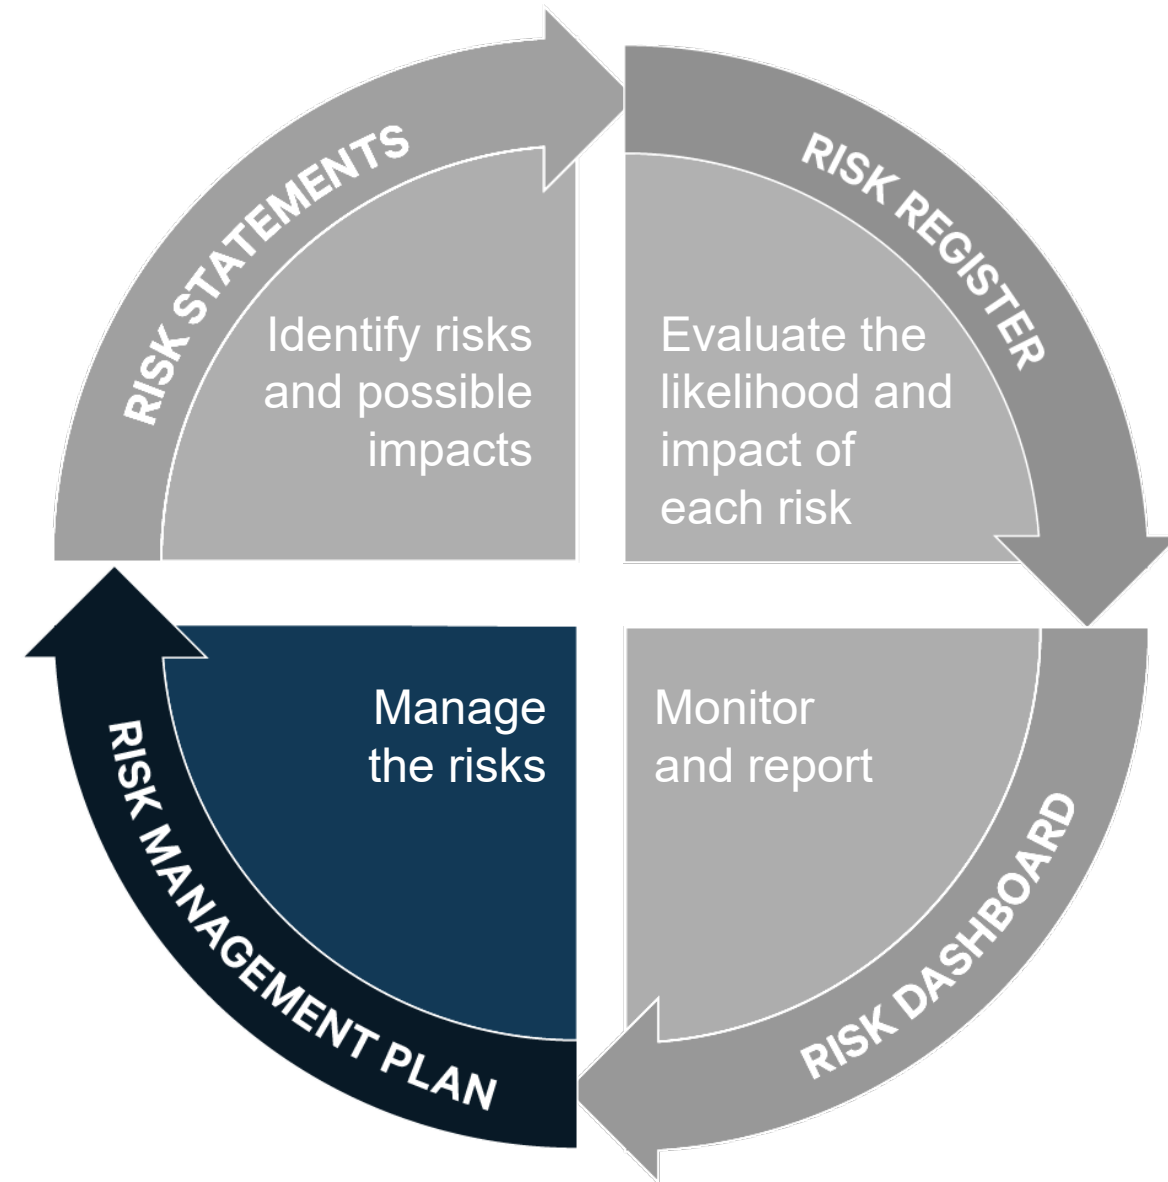 RISK STATEMENTS
Identify risks
and possible
impacts
RISK REGISTER
Evaluate the
likelihood and
impact of
each risk
RISK MANAGEMENT PLAN
Manage
the risks
RISK DASHBOARD
Monitor
and report